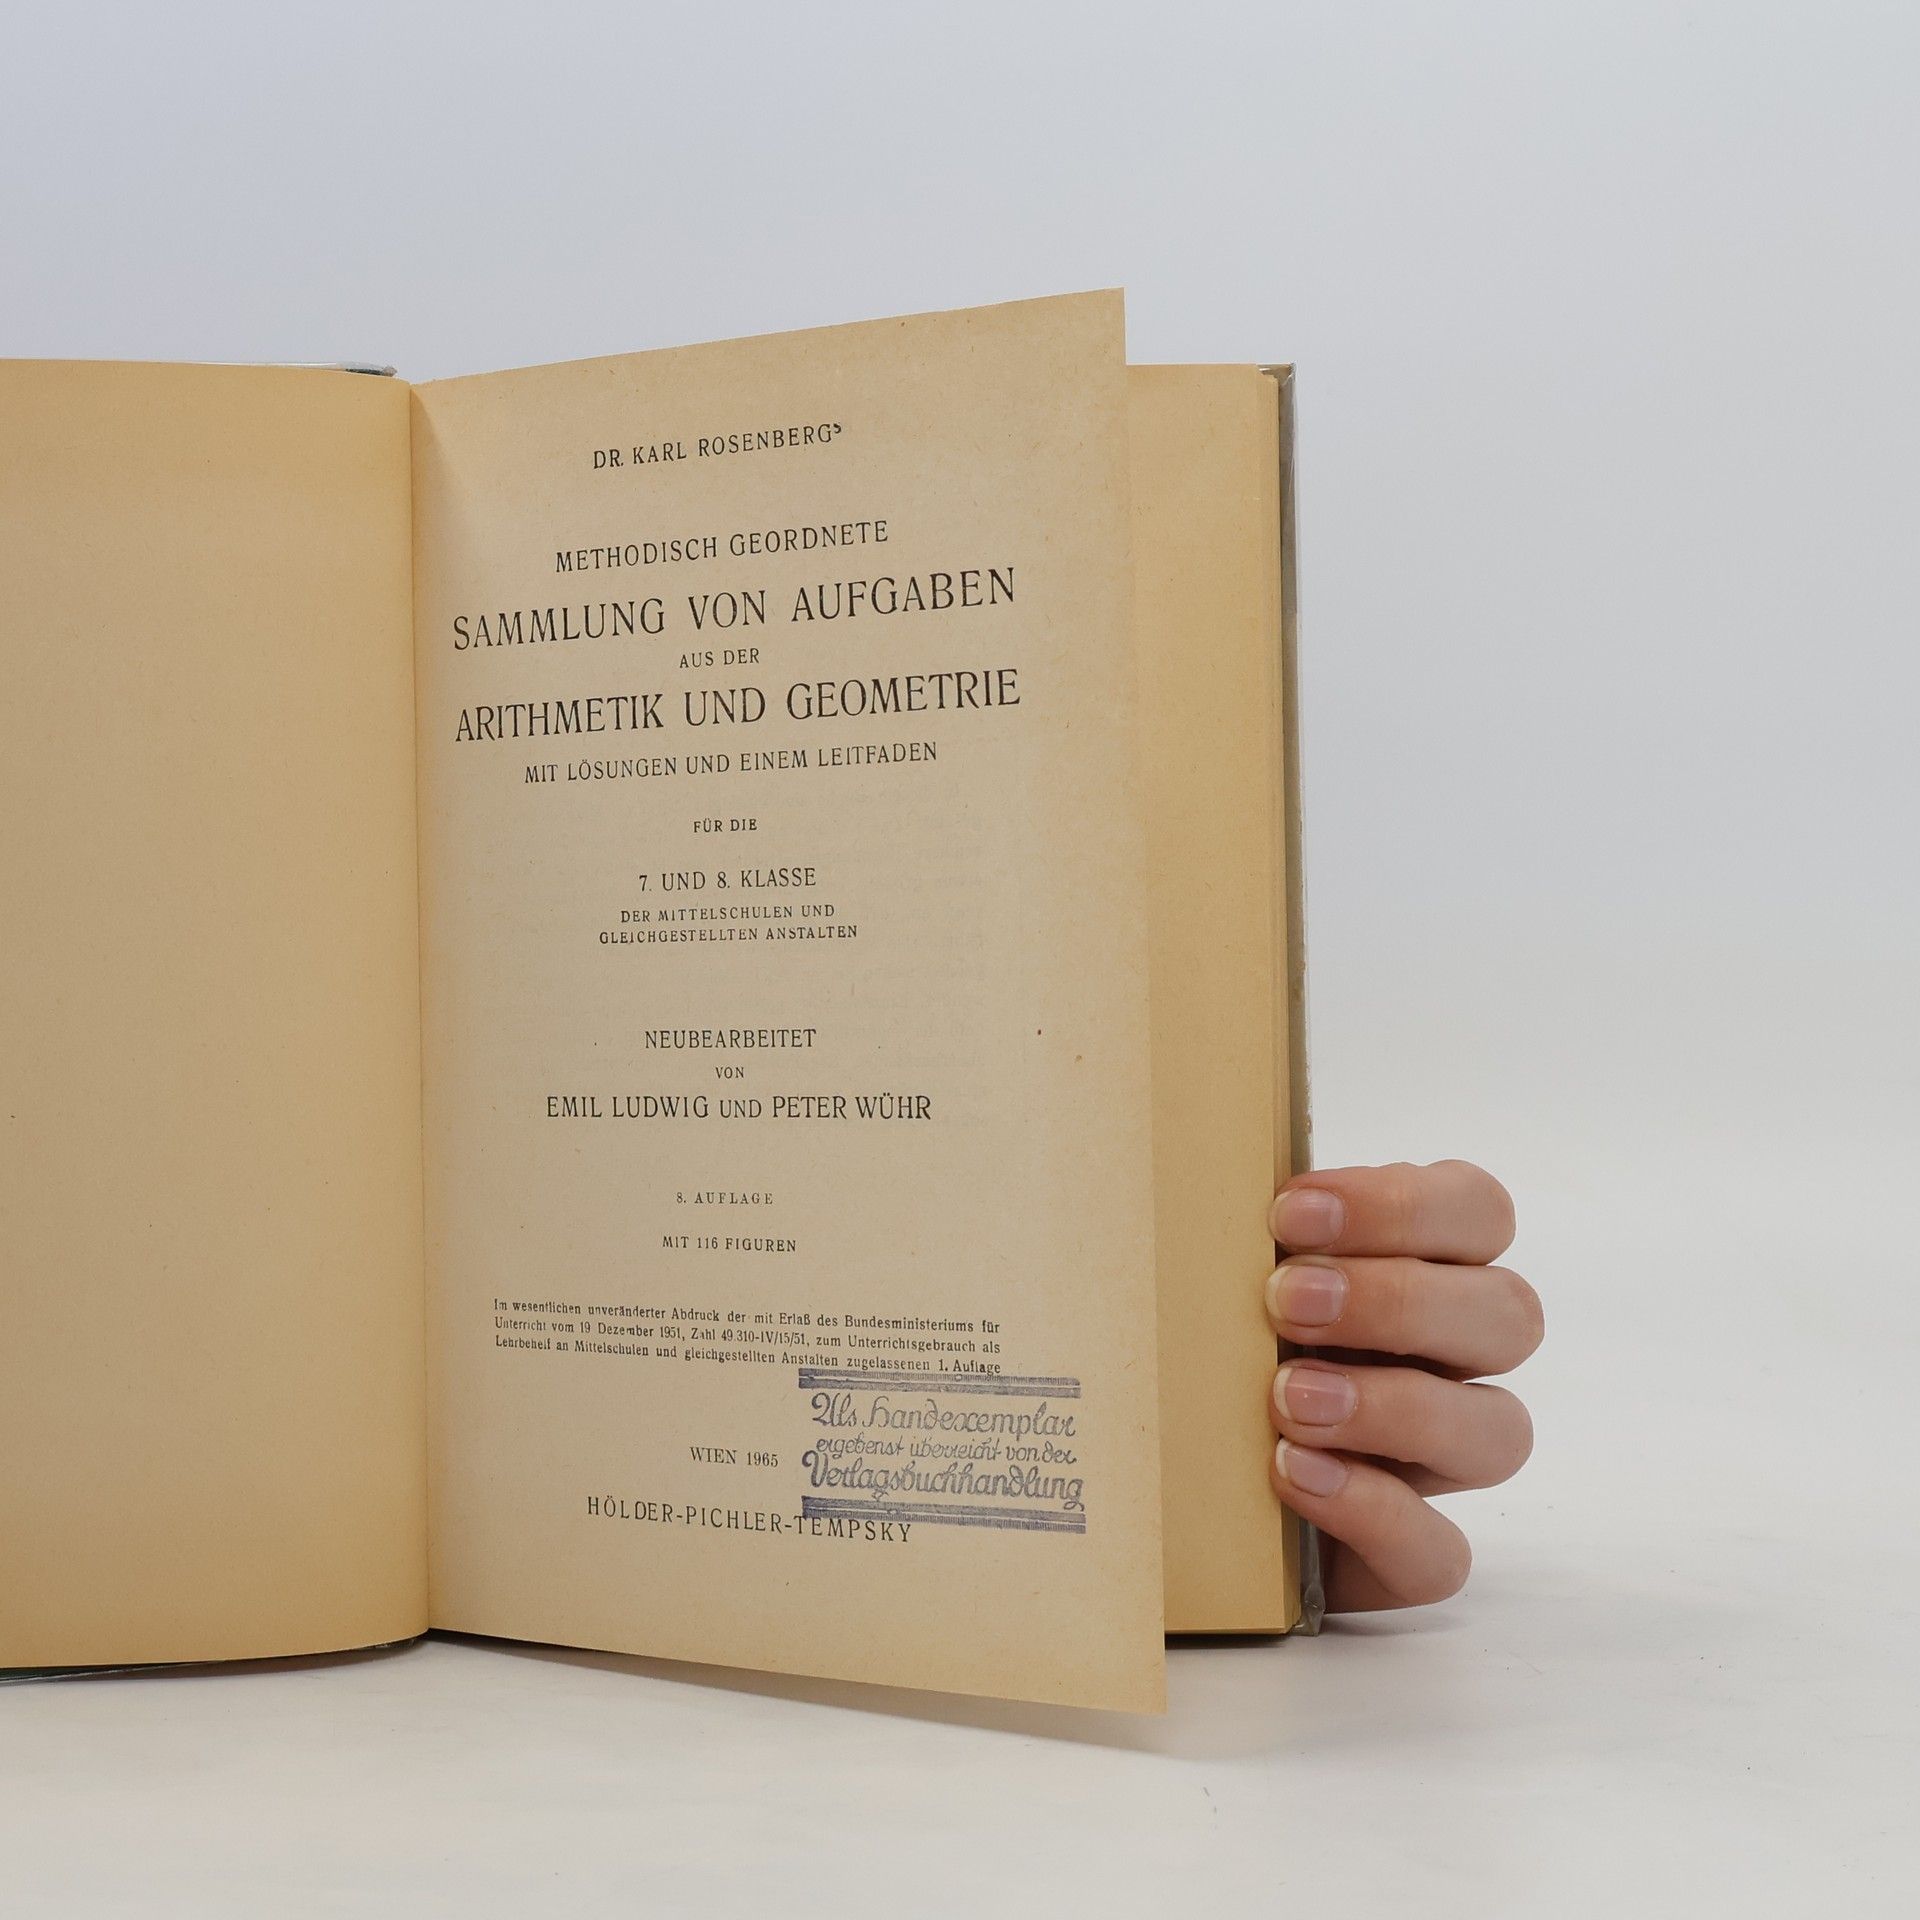 DR. KARL ROSENBERGs
METHODISCH GEORDNETE
SAMMLUNG VON AUFGABEN
AUS DER
ARITHMETIK UND GEOMETRIE
MIT LÖSUNGEN UND EINEM LEITFADEN
FÜR DIE
7. UND 8. KLASSE
DER MITTELSCHULEN UND
GLEICHGESTELLTEN ANSTALTEN
NEUBEARBEITET
VON
EMIL LUDWIG UND PETER WÜHR
8. AUFLAGE
MIT 116 FIGUREN
Im wesentlichen unveränderter Abdruck der mit Erlaß des Bundesministeriums für
Unterricht vom 19 Dezember 1951, Zahl 49.310-IV/15/51, zum Unterrichtsgebrauch als
Lehrbehelf an Mittelschulen und gleichgestellten Anstalten zugelassenen 1. Auflage
Als Handexemplar
ergebenst überreicht von der
Verlagsbuchhandlung
WIEN 1965
HÖLDER-PICHLER-TEMPSKY